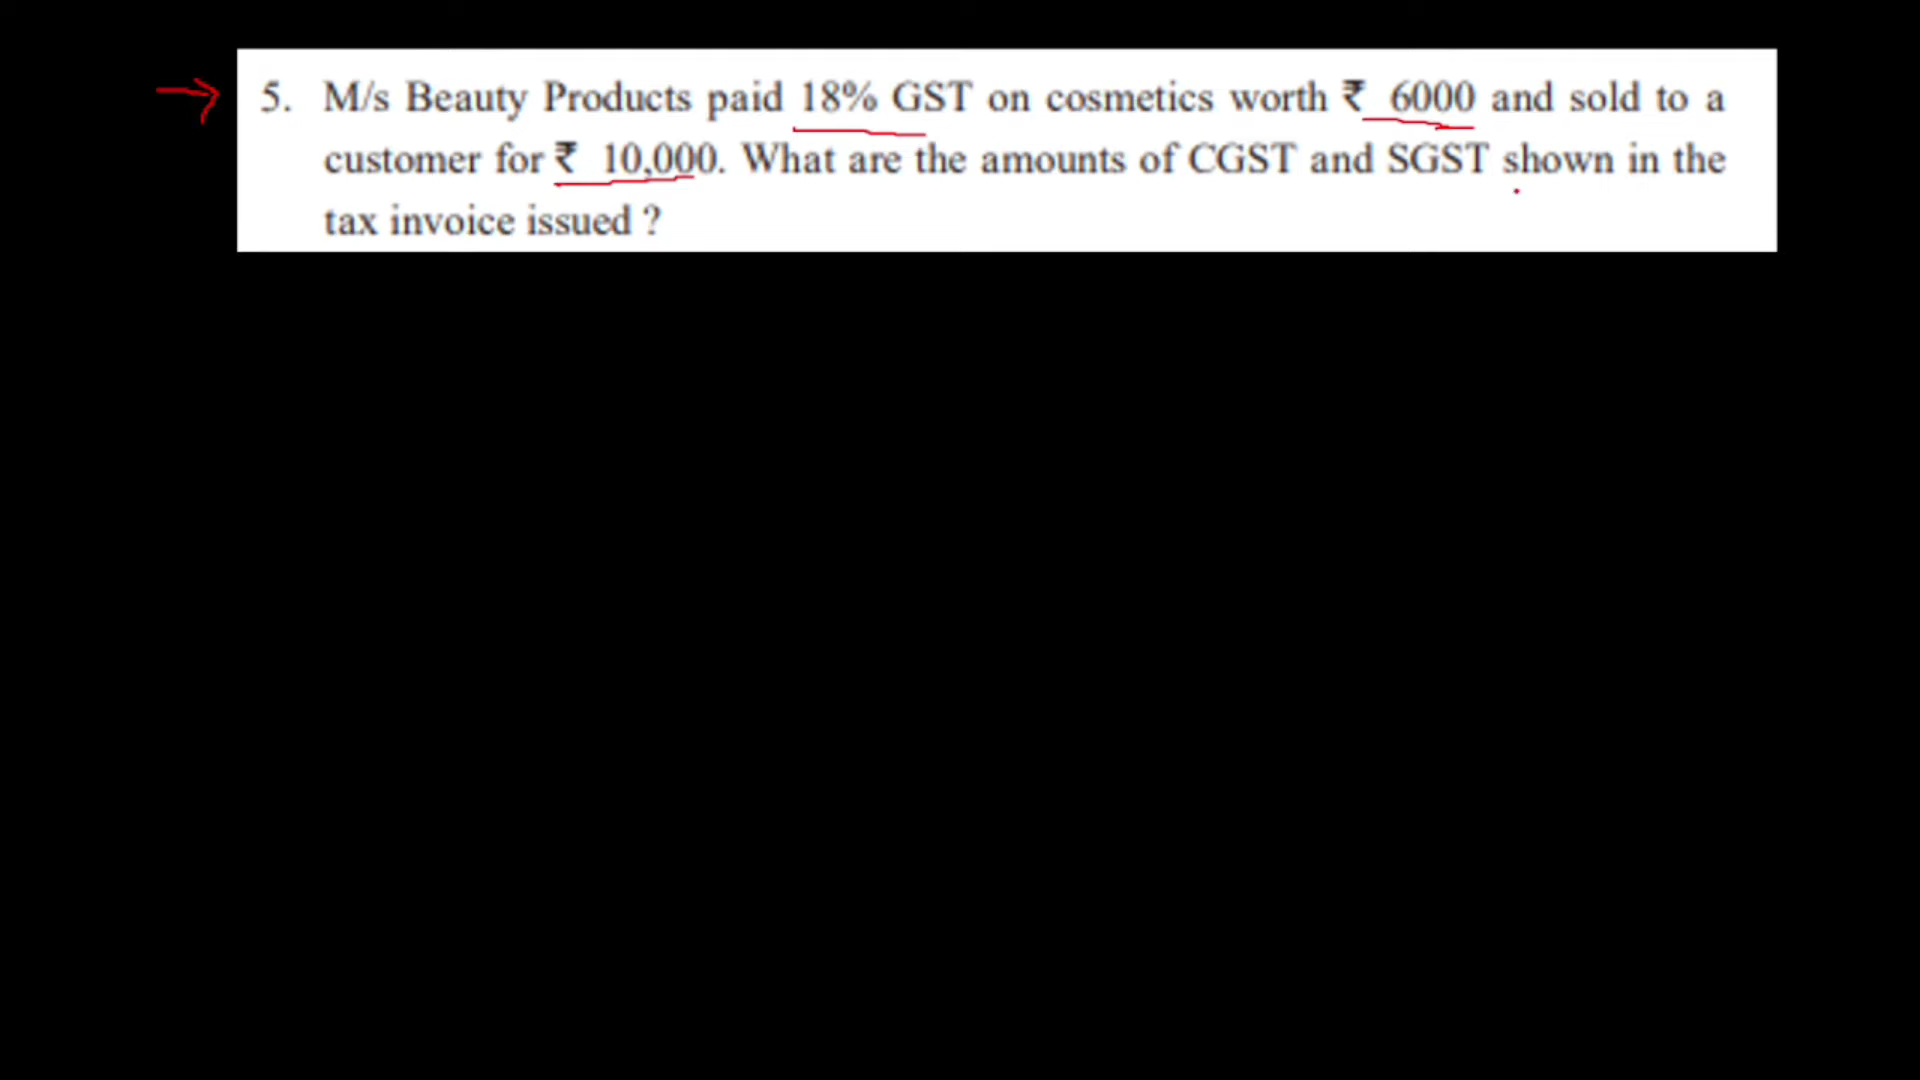 5. M/s Beauty Products paid 18% GST on cosmetics worth ₹ 6000 and sold to a
customer for ₹ 10,000. What are the amounts of CGST and SGST shown in the
tax invoice issued ?